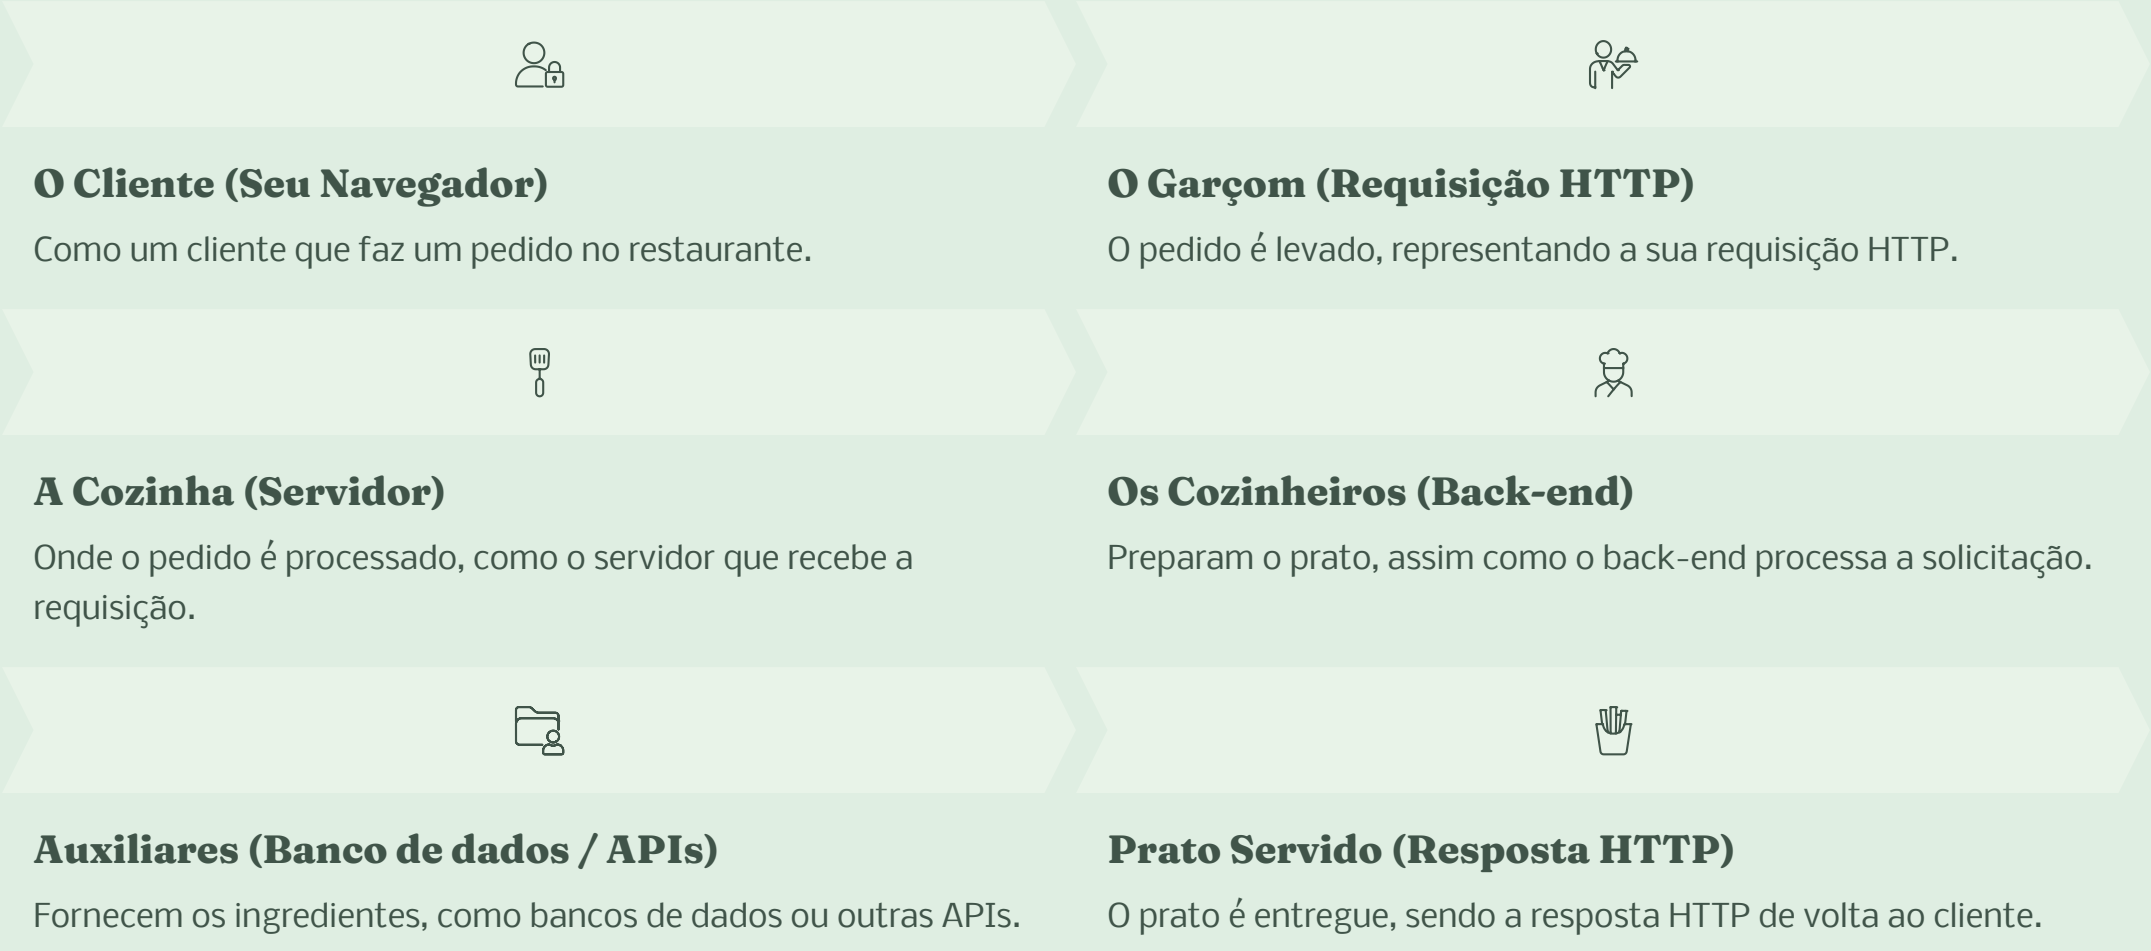 O Cliente (Seu Navegador)
Como um cliente que faz um pedido no restaurante.
O Garçom (Requisição HTTP)
O pedido é levado, representando a sua requisição HTTP.
A Cozinha (Servidor)
Onde o pedido é processado, como o servidor que recebe a
requisição.
Os Cozinheiros (Back-end)
Preparam o prato, assim como o back-end processa a solicitação.
Auxiliares (Banco de dados / APIs)
Fornecem os ingredientes, como bancos de dados ou outras APIs.
Prato Servido (Resposta HTTP)
O prato é entregue, sendo a resposta HTTP de volta ao cliente.